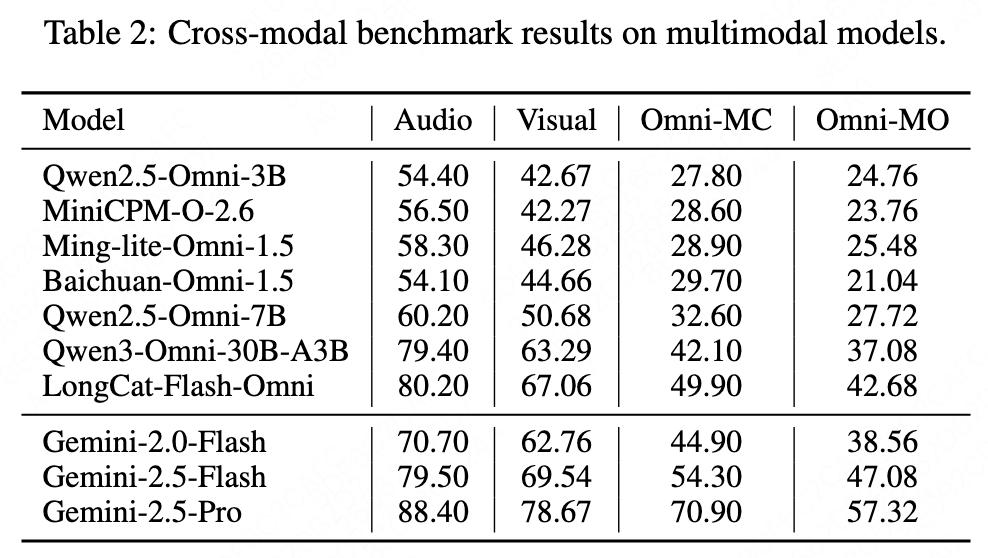 Table 2: Cross-modal benchmark results on multimodal models.
Model Audio Visual Omni-MC Omni-MO
Qwen2.5-Omni-3B 54.40 42.67 27.80 24.76
MiniCPM-O-2.6 56.50 42.27 28.60 23.76
Ming-lite-Omni-1.5 58.30 46.28 28.90 25.48
Baichuan-Omni-1.5 54.10 44.66 29.70 21.04
Qwen2.5-Omni-7B 60.20 50.68 32.60 27.72
Qwen3-Omni-30B-A3B 79.40 63.29 42.10 37.08
LongCat-Flash-Omni 80.20 67.06 49.90 42.68
Gemini-2.0-Flash 70.70 62.76 44.90 38.56
Gemini-2.5-Flash 79.50 69.54 54.30 47.08
Gemini-2.5-Pro 88.40 78.67 70.90 57.32